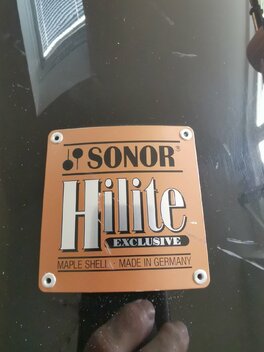 SONOR®
Hilite
EXCLUSIVE
MAPLE SHELL · MADE IN GERMANY